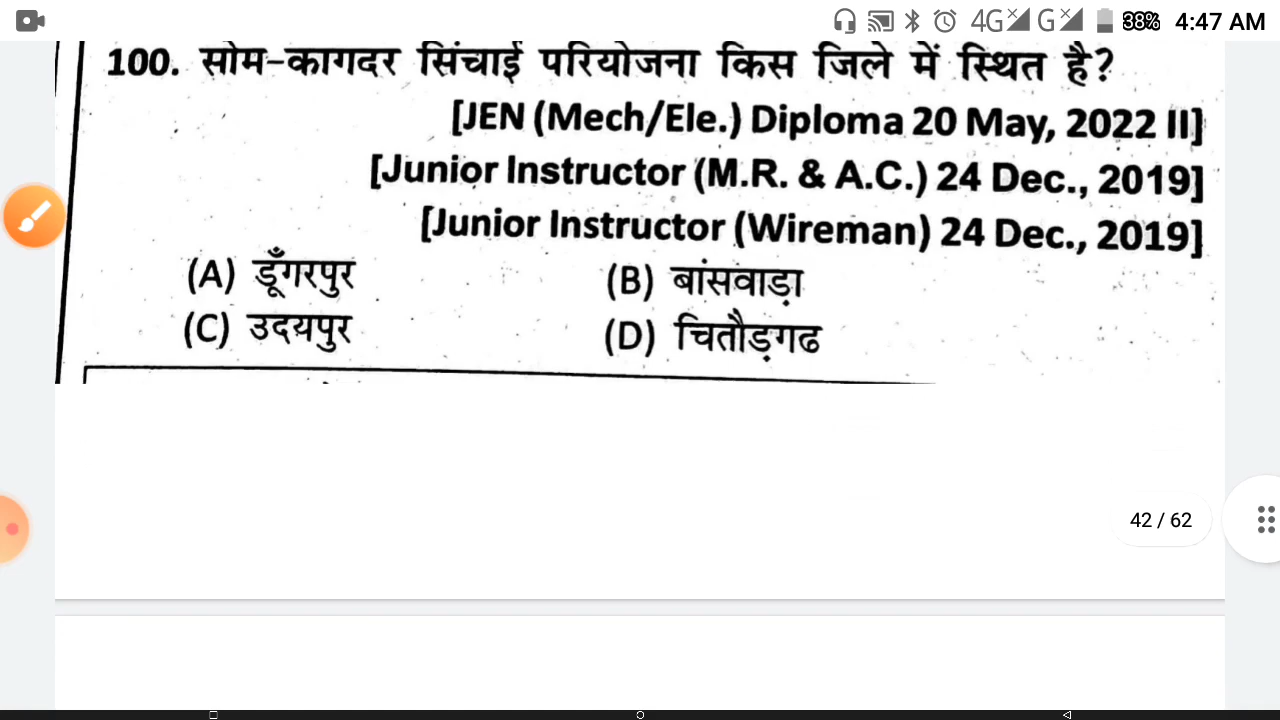 4G G 38% 4:47 AM
100. सोम-कागदर सिंचाई परियोजना किस जिले में स्थित है?
[JEN (Mech/Ele.) Diploma 20 May, 2022 II]
[Junior Instructor (M.R. & A.C.) 24 Dec., 2019]
[Junior Instructor (Wireman) 24 Dec., 2019]
(A) डूँगरपुर (B) बांसवाड़ा
(C) उदयपुर (D) चितौड़गढ
42 / 62